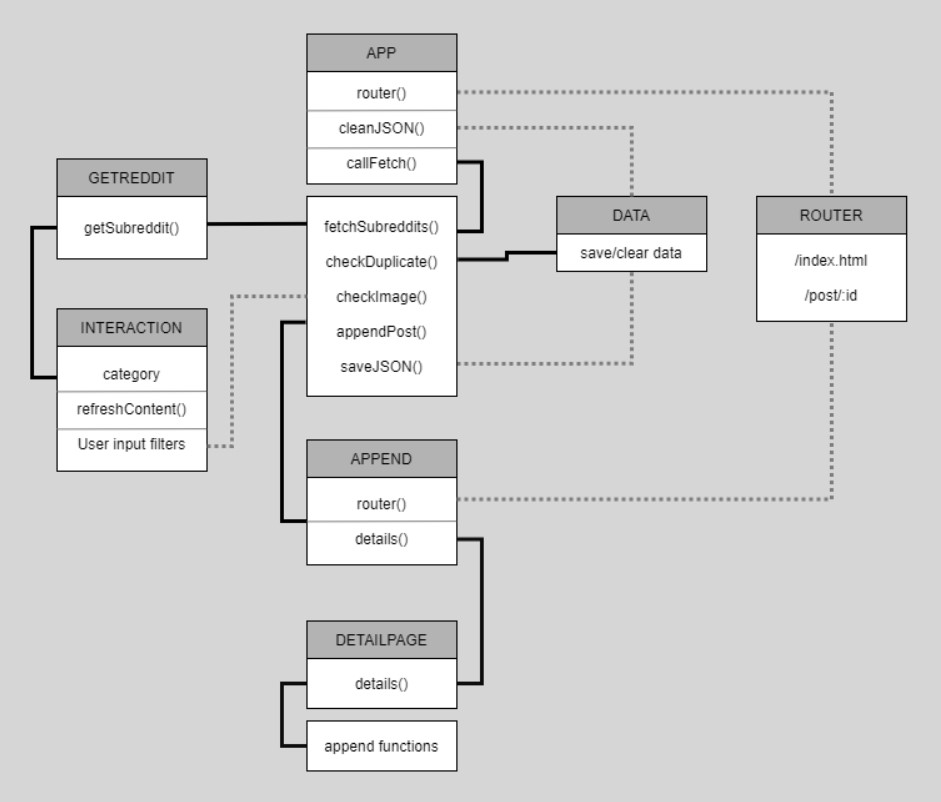 APP
router()
cleanJSON()
callFetch()
GETREDDIT
getSubreddit()
fetchSubreddits()
checkDuplicate()
checkImage()
appendPost()
saveJSON()
DATA
save/clear data
ROUTER
/index.html
/post/:id
INTERACTION
category
refreshContent()
User input filters
APPEND
router()
details()
DETAILPAGE
details()
append functions